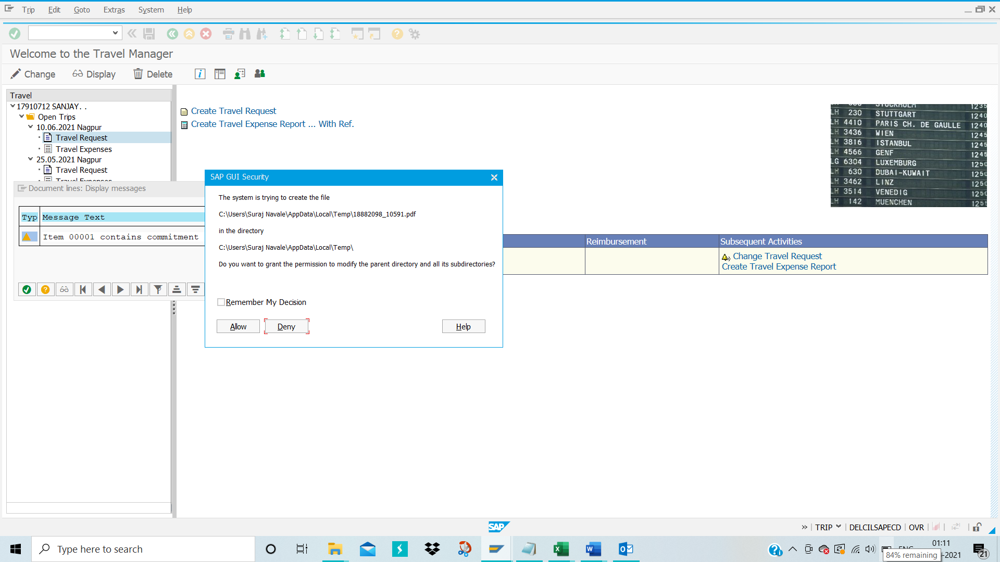 Trip Edit Goto Extras System Help
Welcome to the Travel Manager
Change Display Delete
Travel
17910712 SANJAY. .
Open Trips
10.06.2021 Nagpur
Travel Request
Travel Expenses
25.05.2021 Nagpur
Travel Request
Travel Expenses
Create Travel Request
Create Travel Expense Report ... With Ref.
STOCKHOLM 1235
LH 230 STUTTGART 1240
LH 4410 PARIS CH. DE GAULLE 1240
LH 3436 WIEN 1245
LH 3816 ISTANBUL 1245
LH 4566 GENF 1245
LG 6304 LUXEMBURG 1250
LH 630 DUBAI-KUWAIT 1250
LH 3462 LINZ 1250
LH 3514 VENEDIG 1250
LH 142 MUENCHEN 1255
Document lines: Display messages
Typ Message Text
Item 00001 contains commitment
SAP GUI Security
The system is trying to create the file
C:\Users\Suraj Navale\AppData\Local\Temp\18882098_10591.pdf
in the directory
C:\Users\Suraj Navale\AppData\Local\Temp\
Do you want to grant the permission to modify the parent directory and all its subdirectories?
Remember My Decision
Allow Deny Help
Reimbursement Subsequent Activities
Change Travel Request
Create Travel Expense Report
SAP
TRIP DELCILSAPECD OVR
Type here to search
01:11
-2021
21
84% remaining